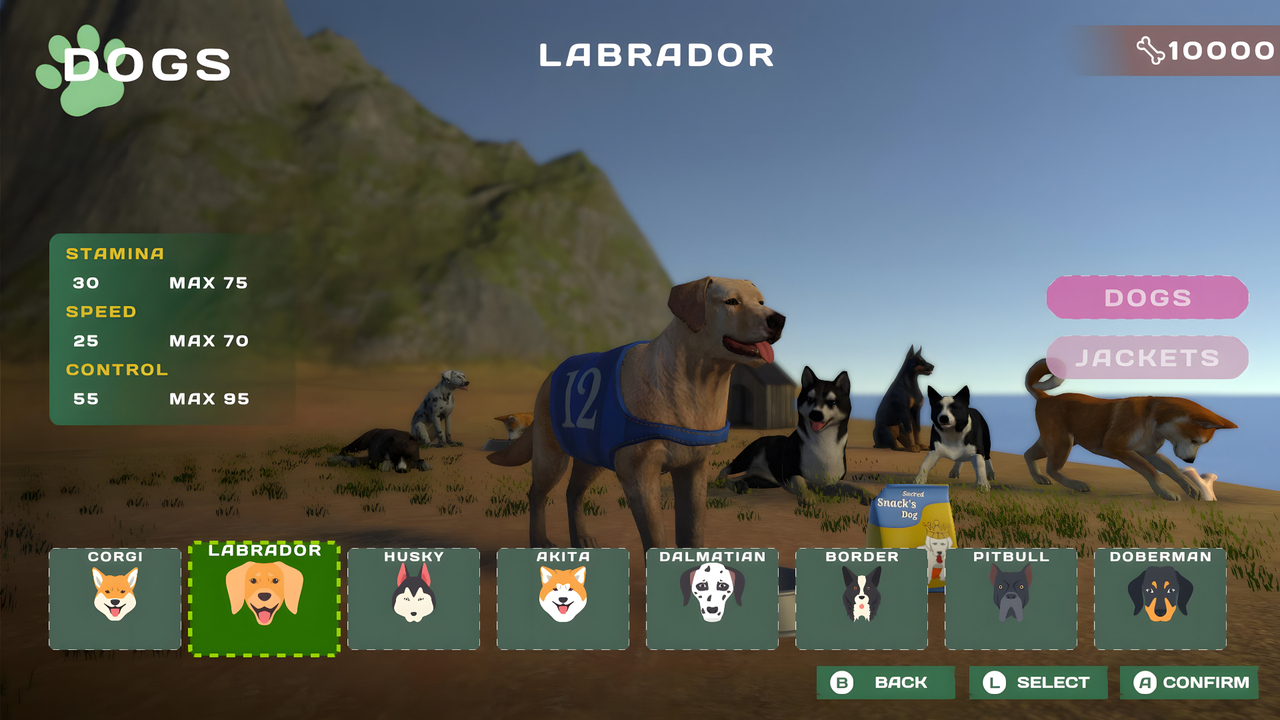 DOGS
LABRADOR
10000
STAMINA
30 MAX 75
SPEED
25 MAX 70
CONTROL
55 MAX 95
DOGS
JACKETS
12
Sacred
Snack's
Dog
CORGI
LABRADOR
HUSKY
AKITA
DALMATIAN
BORDER
PITBULL
DOBERMAN
B BACK
L SELECT
A CONFIRM